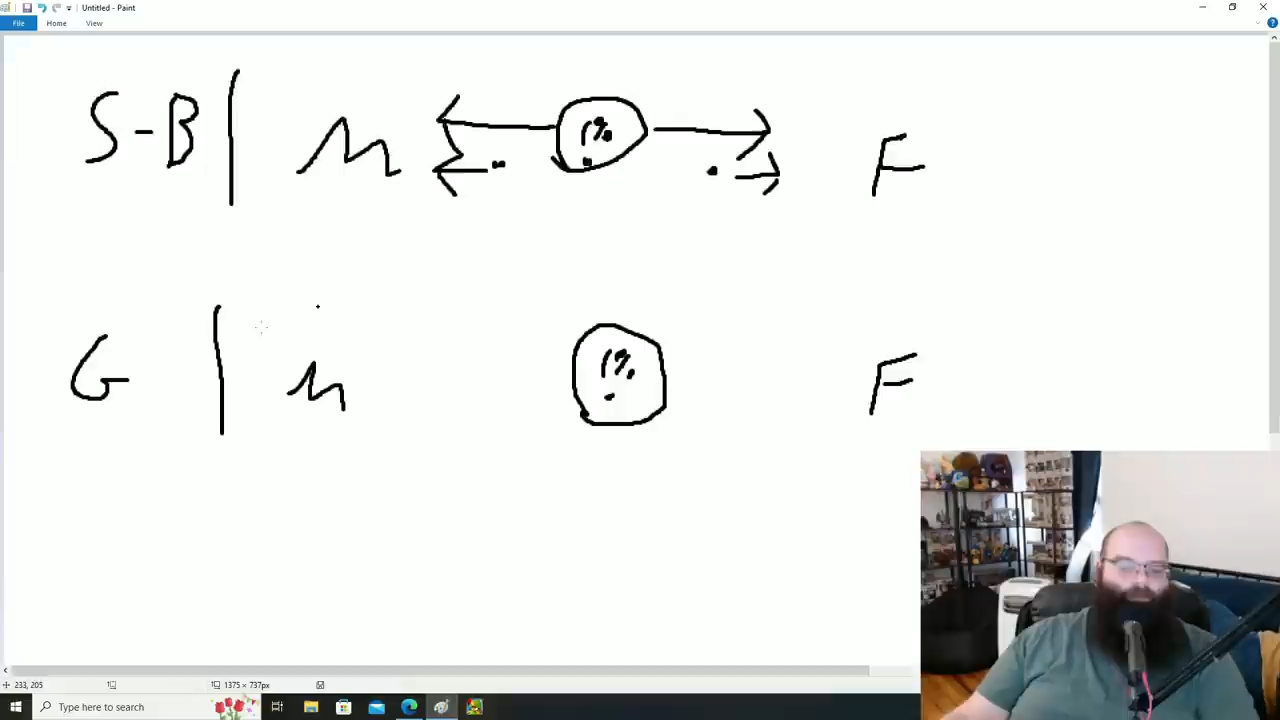 Untitled - Paint
File Home View
S-B | M 1% F
G | M 1% F
233, 205 1375 × 737px
Type here to search